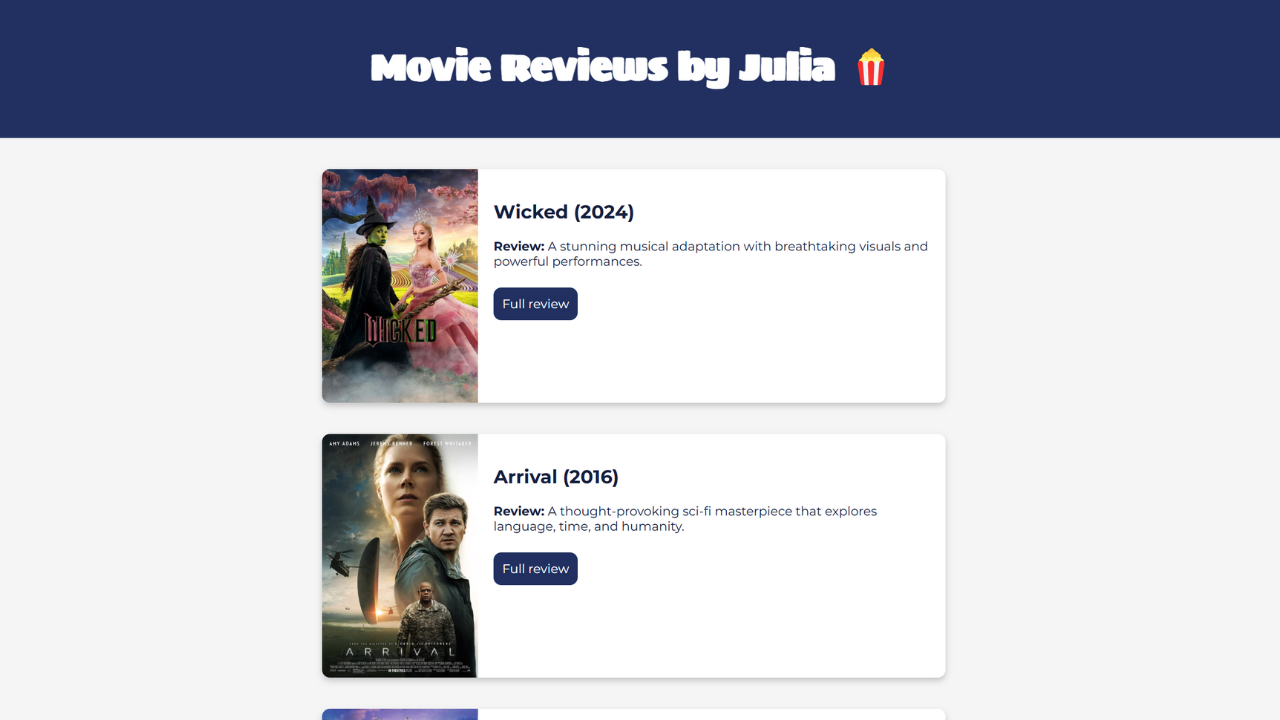 Movie Reviews by Julia 🍿
WICKED
Wicked (2024)
Review: A stunning musical adaptation with breathtaking visuals and
powerful performances.
Full review
AMY ADAMS JEREMY RENNER FOREST WHITAKER
ARRIVAL
Arrival (2016)
Review: A thought-provoking sci-fi masterpiece that explores
language, time, and humanity.
Full review